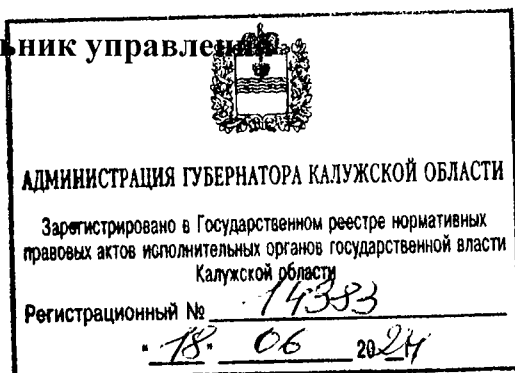 ьник управления
АДМИНИСТРАЦИЯ ГУБЕРНАТОРА КАЛУЖСКОЙ ОБЛАСТИ
Зарегистрировано в Государственном реестре нормативных
правовых актов исполнительных органов государственной власти
Калужской области
Регистрационный № 14383
"18" 06 2024